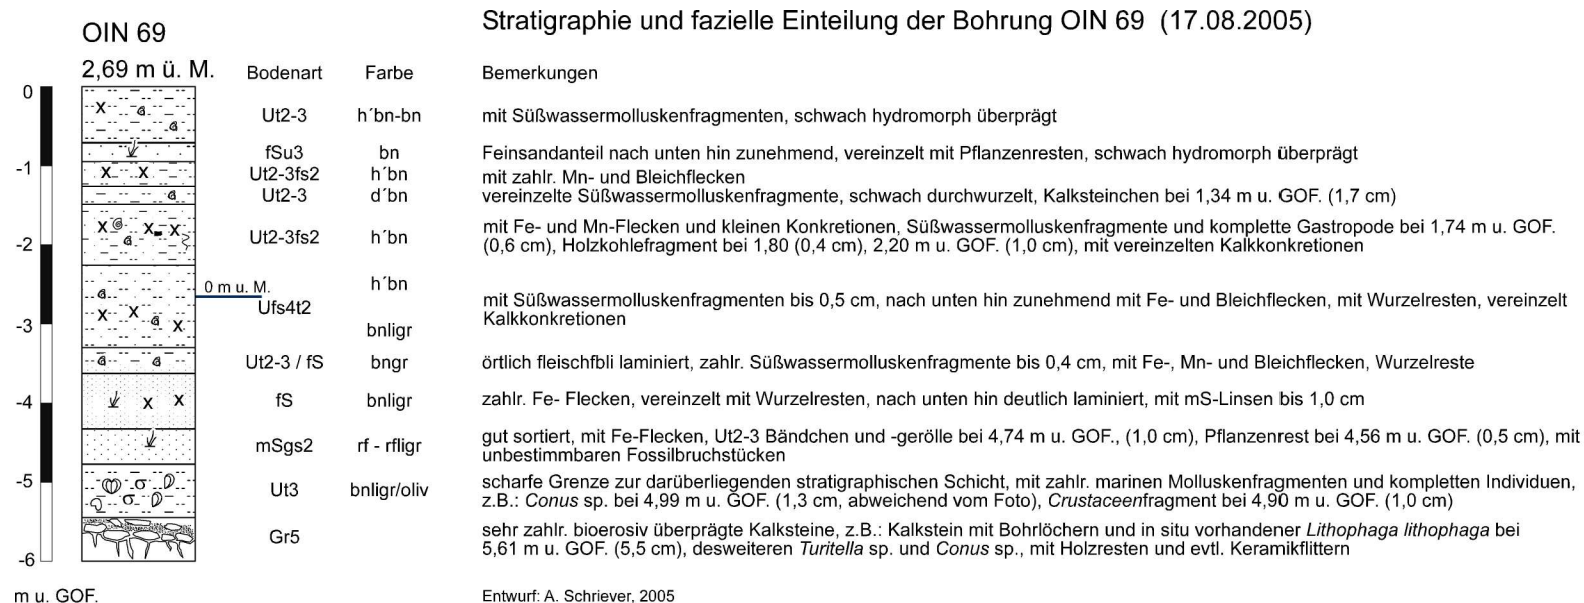 Stratigraphie und fazielle Einteilung der Bohrung OIN 69 (17.08.2005)
OIN 69
2,69 m ü. M.
Bodenart Farbe Bemerkungen
0
Ut2-3 h´bn-bn mit Süßwassermolluskenfragmenten, schwach hydromorph überprägt
fSu3 bn Feinsandanteil nach unten hin zunehmend, vereinzelt mit Pflanzenresten, schwach hydromorph überprägt
-1
Ut2-3fs2 h´bn mit zahlr. Mn- und Bleichflecken
Ut2-3 d´bn vereinzelte Süßwassermolluskenfragmente, schwach durchwurzelt, Kalksteinchen bei 1,34 m u. GOF. (1,7 cm)
Ut2-3fs2 h´bn mit Fe- und Mn-Flecken und kleinen Konkretionen, Süßwassermolluskenfragmente und komplette Gastropode bei 1,74 m u. GOF.
(0,6 cm), Holzkohlefragment bei 1,80 (0,4 cm), 2,20 m u. GOF. (1,0 cm), mit vereinzelten Kalkkonkretionen
-2
h´bn
0 m u. M.
Ufs4t2 mit Süßwassermolluskenfragmenten bis 0,5 cm, nach unten hin zunehmend mit Fe- und Bleichflecken, mit Wurzelresten, vereinzelt
Kalkkonkretionen
-3
bnligr
Ut2-3 / fS bngr örtlich fleischfbli laminiert, zahlr. Süßwassermolluskenfragmente bis 0,4 cm, mit Fe-, Mn- und Bleichflecken, Wurzelreste
-4
fS bnligr zahlr. Fe- Flecken, vereinzelt mit Wurzelresten, nach unten hin deutlich laminiert, mit mS-Linsen bis 1,0 cm
mSgs2 rf - rfligr gut sortiert, mit Fe-Flecken, Ut2-3 Bändchen und -gerölle bei 4,74 m u. GOF., (1,0 cm), Pflanzenrest bei 4,56 m u. GOF. (0,5 cm), mit
unbestimmbaren Fossilbruchstücken
-5
Ut3 bnligr/oliv scharfe Grenze zur darüberliegenden stratigraphischen Schicht, mit zahlr. marinen Molluskenfragmenten und kompletten Individuen,
z.B.: Conus sp. bei 4,99 m u. GOF. (1,3 cm, abweichend vom Foto), Crustaceenfragment bei 4,90 m u. GOF. (1,0 cm)
Gr5 sehr zahlr. bioerosiv überprägte Kalksteine, z.B.: Kalkstein mit Bohrlöchern und in situ vorhandener Lithophaga lithophaga bei
5,61 m u. GOF. (5,5 cm), desweiteren Turitella sp. und Conus sp., mit Holzresten und evtl. Keramikflittern
-6
m u. GOF.
Entwurf: A. Schriever, 2005